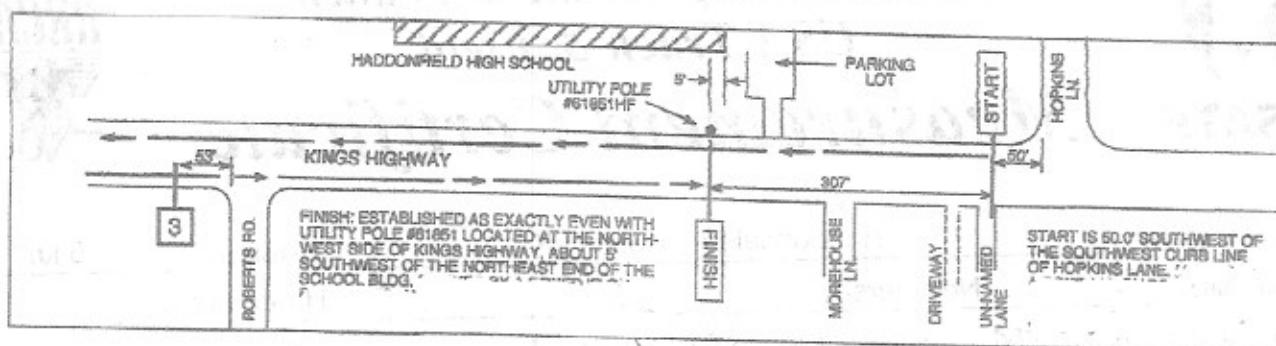 HADDONFIELD HIGH SCHOOL
UTILITY POLE
#61851HF
5'
PARKING
LOT
START
HOPKINS
LN.
53'
KINGS HIGHWAY
50'
307'
3
ROBERTS RD.
FINISH: ESTABLISHED AS EXACTLY EVEN WITH
UTILITY POLE #61851 LOCATED AT THE NORTH-
WEST SIDE OF KINGS HIGHWAY, ABOUT 5'
SOUTHWEST OF THE NORTHEAST END OF THE
SCHOOL BLDG.
FINISH
MOREHOUSE
LN.
DRIVEWAY
UN-NAMED
LANE
START IS 50.0' SOUTHWEST OF
THE SOUTHWEST CURB LINE
OF HOPKINS LANE.